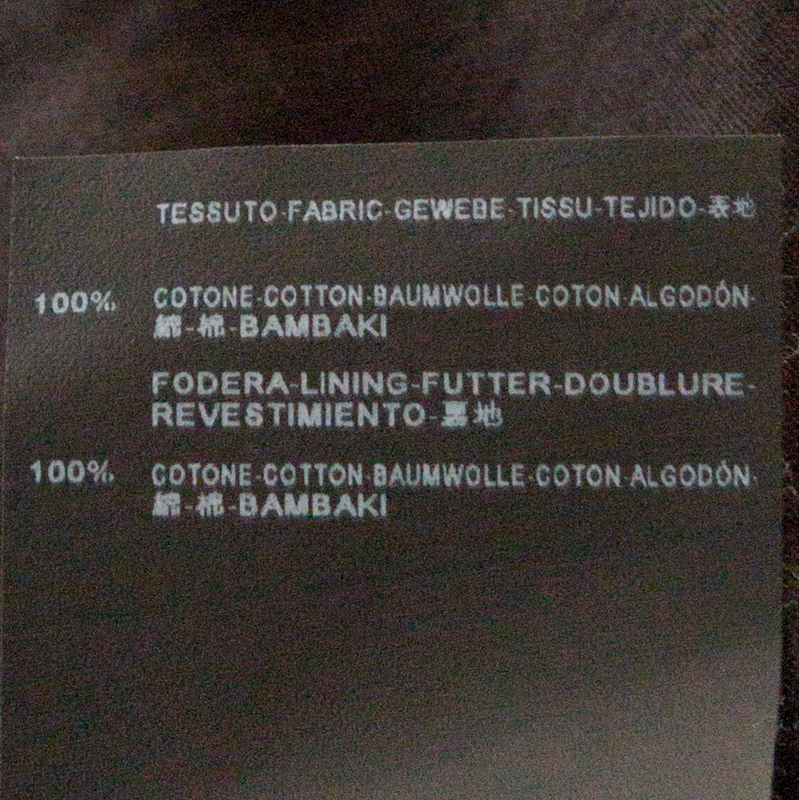 TESSUTO-FABRIC-GEWEBE-TISSU-TEJIDO-表地
100% COTONE-COTTON-BAUMWOLLE-COTON-ALGODÓN-
綿-棉-BAMBAKI
FODERA-LINING-FUTTER-DOUBLURE-
REVESTIMIENTO-裏地
100% COTONE-COTTON-BAUMWOLLE-COTON-ALGODÓN-
綿-棉-BAMBAKI